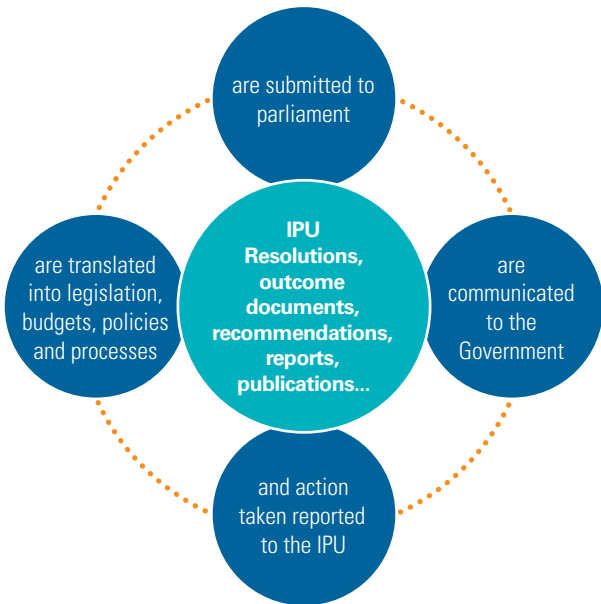 are submitted to
parliament
IPU
Resolutions,
outcome
documents,
recommendations,
reports,
publications...
are translated
into legislation,
budgets, policies
and processes
are
communicated
to the
Government
and action
taken reported
to the IPU